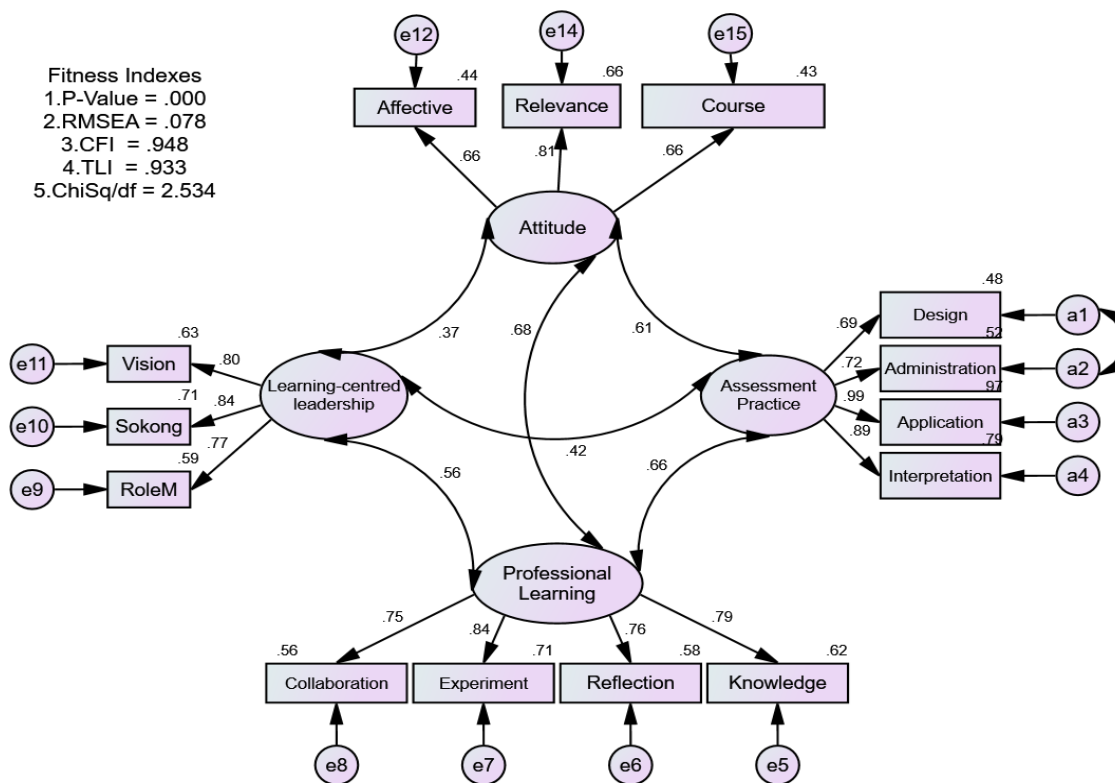 e12
e14
e15
Fitness Indexes
1.P-Value = .000
2.RMSEA = .078
3.CFI = .948
4.TLI = .933
5.ChiSq/df = 2.534
.44
.66
.43
Affective
Relevance
Course
.66
.81
.66
Attitude
.37
.68
.61
.48
Design
a1
.69
.52
.72
Administration
a2
.97
.99
Application
a3
.79
.89
Interpretation
a4
Assessment
Practice
.63
e11
Vision
.80
.71
e10
Sokong
.84
.59
e9
RoleM
.77
Learning-centred
leadership
.42
.56
.66
Professional
Learning
.75
.84
.76
.79
.56
.71
.58
.62
Collaboration
Experiment
Reflection
Knowledge
e8
e7
e6
e5